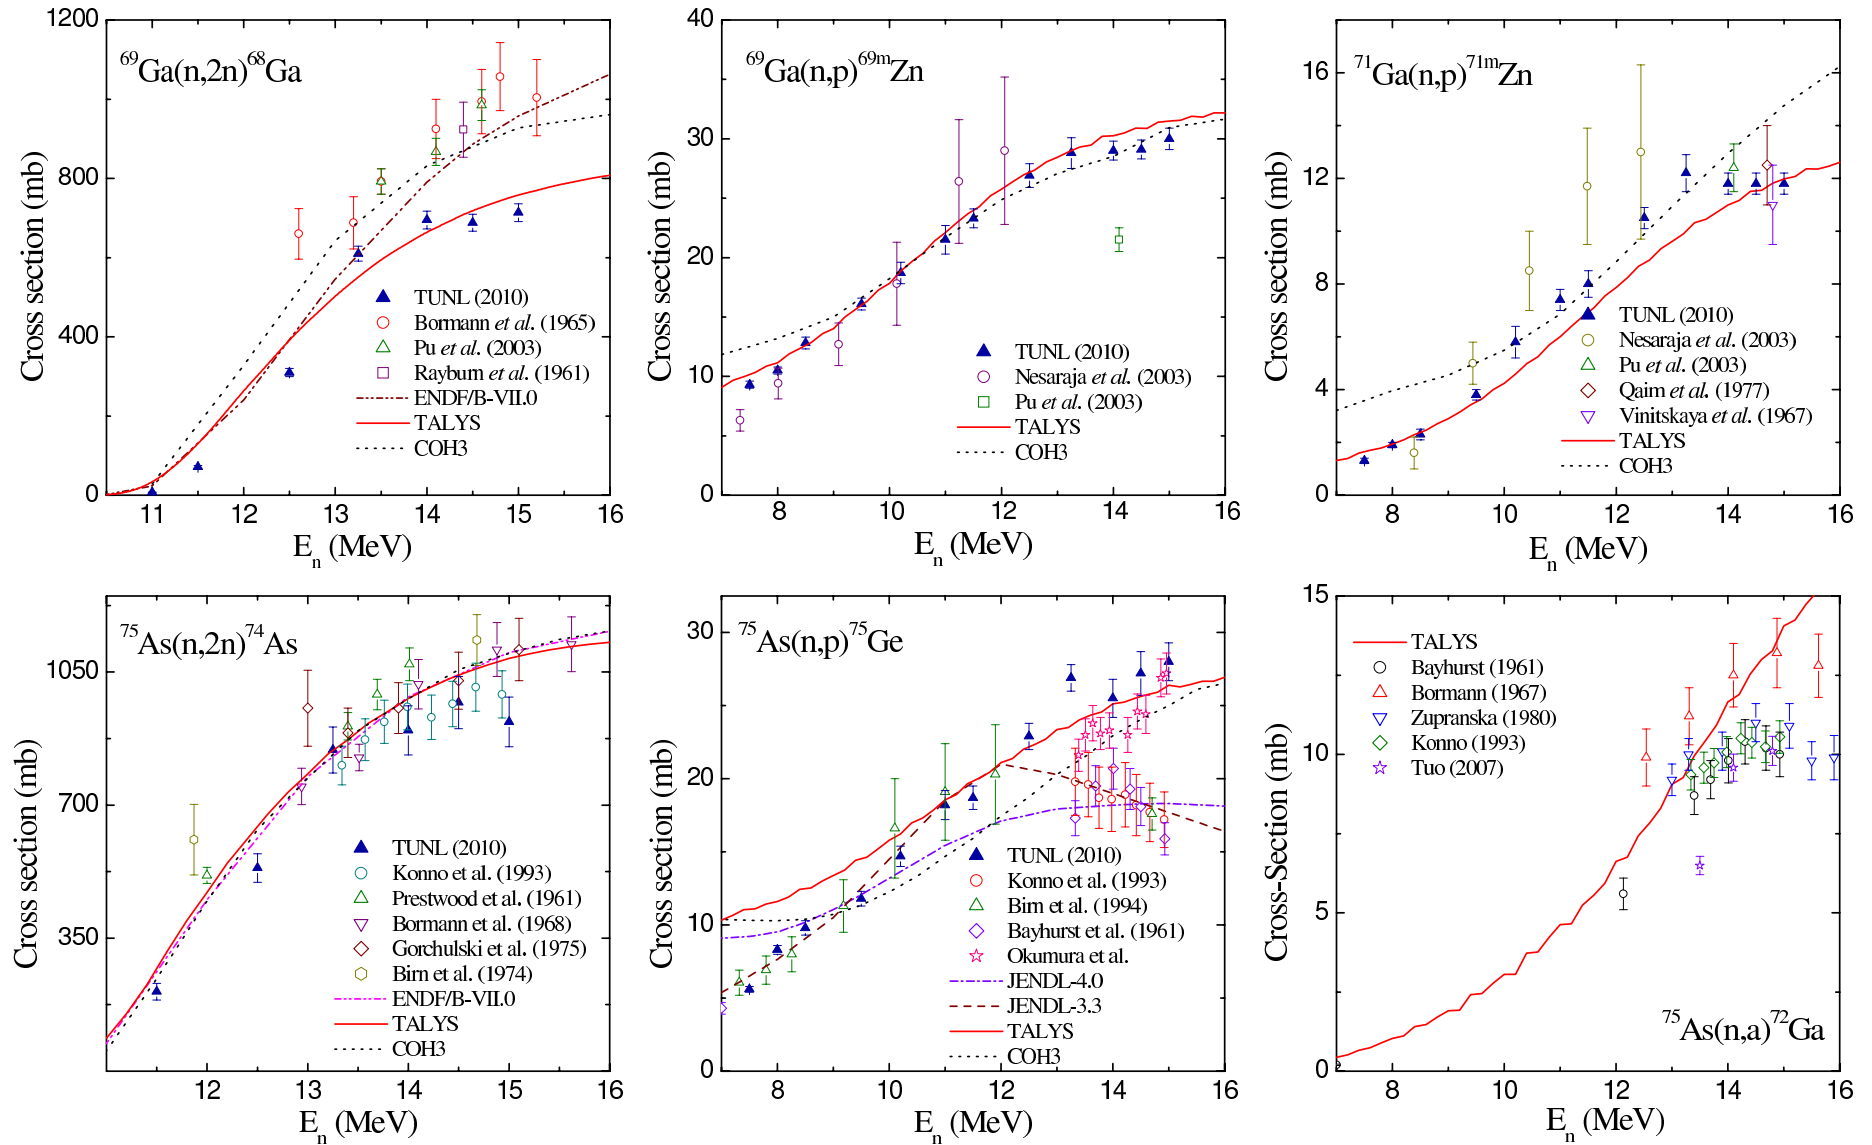 1200
800
400
0
Cross section (mb)
⁶⁹Ga(n,2n)⁶⁸Ga
TUNL (2010)
Bormann et al. (1965)
Pu et al. (2003)
Rayburn et al. (1961)
ENDF/B-VII.0
TALYS
COH3
11 12 13 14 15 16
Eₙ (MeV)
40
30
20
10
0
Cross section (mb)
⁶⁹Ga(n,p)⁶⁹ᵐZn
TUNL (2010)
Nesaraja et al. (2003)
Pu et al. (2003)
TALYS
COH3
8 10 12 14 16
Eₙ (MeV)
16
12
8
4
0
Cross section (mb)
⁷¹Ga(n,p)⁷¹ᵐZn
TUNL (2010)
Nesaraja et al. (2003)
Pu et al. (2003)
Qaim et al. (1977)
Vinitskaya et al. (1967)
TALYS
COH3
8 10 12 14 16
Eₙ (MeV)
1050
700
350
Cross section (mb)
⁷⁵As(n,2n)⁷⁴As
TUNL (2010)
Konno et al. (1993)
Prestwood et al. (1961)
Bormann et al. (1968)
Gorchulski et al. (1975)
Birn et al. (1974)
ENDF/B-VII.0
TALYS
COH3
12 13 14 15 16
Eₙ (MeV)
30
20
10
0
Cross section (mb)
⁷⁵As(n,p)⁷⁵Ge
TUNL (2010)
Konno et al. (1993)
Birn et al. (1994)
Bayhurst et al. (1961)
Okumura et al.
JENDL-4.0
JENDL-3.3
TALYS
COH3
8 10 12 14 16
Eₙ (MeV)
15
10
5
0
Cross-Section (mb)
TALYS
Bayhurst (1961)
Bormann (1967)
Zupranska (1980)
Konno (1993)
Tuo (2007)
⁷⁵As(n,a)⁷²Ga
8 10 12 14 16
Eₙ (MeV)